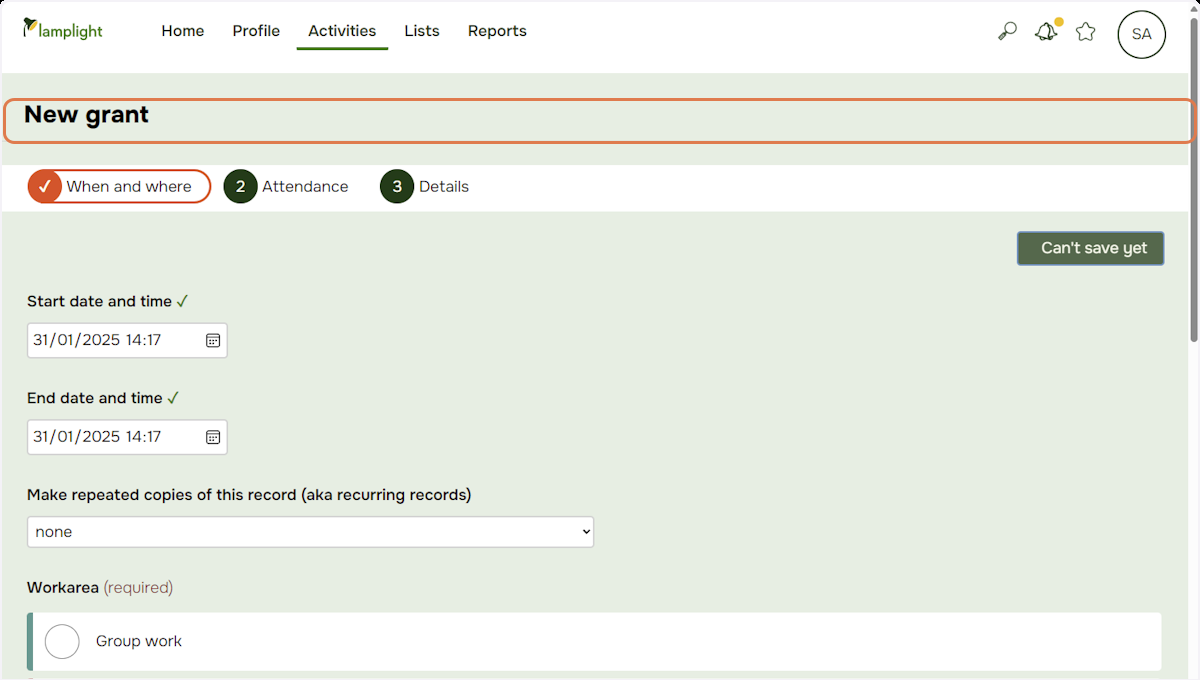 lamplight Home Profile Activities Lists Reports SA
New grant
✓ When and where 2 Attendance 3 Details
Can't save yet
Start date and time ✓
31/01/2025 14:17
End date and time ✓
31/01/2025 14:17
Make repeated copies of this record (aka recurring records)
none
Workarea (required)
Group work